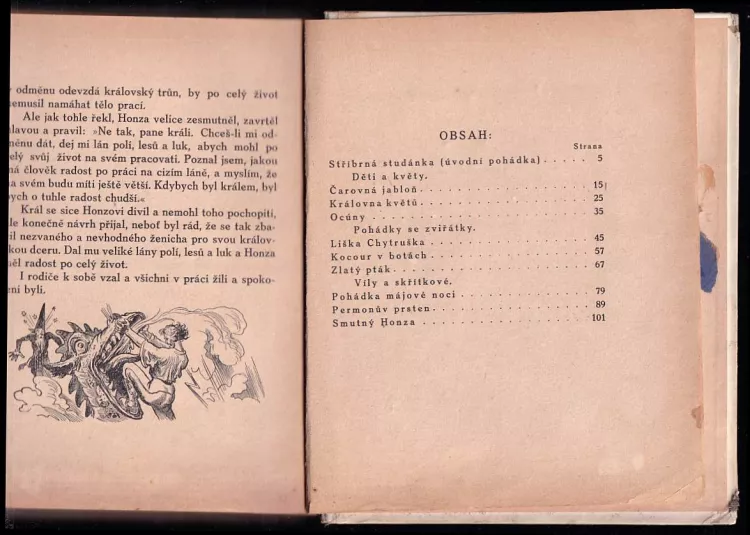 odměnu odevzdá královský trůn, by po celý život
nemusil namáhat tělo prací.
Ale jak tohle řekl, Honza velice zesmutněl, zavrtěl
hlavou a pravil: »Ne tak, pane králi. Chceš-li mi od-
měnu dát, dej mi lán polí, lesů a luk, abych mohl po
celý svůj život na svém pracovati. Poznal jsem, jakou
má člověk radost po práci na cizím láně, a myslím, že
na svém budu míti ještě větší. Kdybych byl králem, byl
bych o tuhle radost chudší.«
Král se sice Honzovi divil a nemohl toho pochopiti,
ale konečně návrh přijal, neboť byl rád, že se tak zba-
vil nezvaného a nevhodného ženicha pro svou králov-
skou dceru. Dal mu veliké lány polí, lesů a luk a Honza
měl radost po celý život.
I rodiče k sobě vzal a všichni v práci žili a spoko-
jeni byli.
OBSAH:
Strana
Stříbrná studánka (úvodní pohádka) . . . . . 5
Děti a květy.
Čarovná jabloň . . . . . . . . . . . . . . . . 15
Královna květů . . . . . . . . . . . . . . . . 25
Ocúny . . . . . . . . . . . . . . . . . . . . 35
Pohádky se zvířátky.
Liška Chytruška . . . . . . . . . . . . . . . 45
Kocour v botách . . . . . . . . . . . . . . . 57
Zlatý pták . . . . . . . . . . . . . . . . . . 67
Víly a skřítkové.
Pohádka májové noci . . . . . . . . . . . . . 79
Permonův prsten . . . . . . . . . . . . . . . 89
Smutný Honza . . . . . . . . . . . . . . . . 101